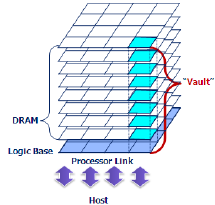 "Vault"
DRAM
Logic Base
Processor Link
Host